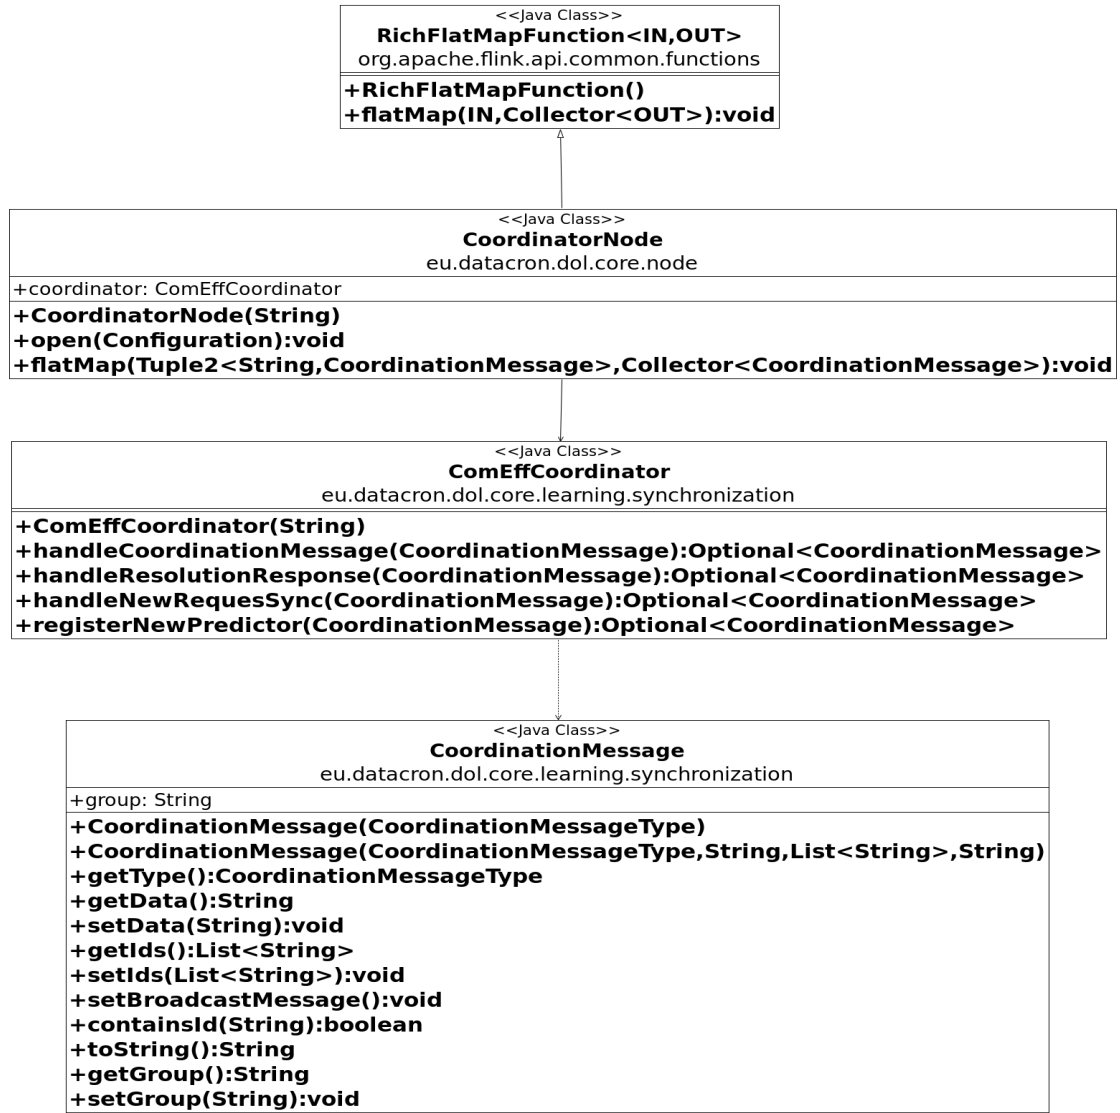 <<Java Class>>
RichFlatMapFunction<IN,OUT>
org.apache.flink.api.common.functions
+RichFlatMapFunction()
+flatMap(IN,Collector<OUT>):void
<<Java Class>>
CoordinatorNode
eu.datacron.dol.core.node
+coordinator: ComEffCoordinator
+CoordinatorNode(String)
+open(Configuration):void
+flatMap(Tuple2<String,CoordinationMessage>,Collector<CoordinationMessage>):void
<<Java Class>>
ComEffCoordinator
eu.datacron.dol.core.learning.synchronization
+ComEffCoordinator(String)
+handleCoordinationMessage(CoordinationMessage):Optional<CoordinationMessage>
+handleResolutionResponse(CoordinationMessage):Optional<CoordinationMessage>
+handleNewRequesSync(CoordinationMessage):Optional<CoordinationMessage>
+registerNewPredictor(CoordinationMessage):Optional<CoordinationMessage>
<<Java Class>>
CoordinationMessage
eu.datacron.dol.core.learning.synchronization
+group: String
+CoordinationMessage(CoordinationMessageType)
+CoordinationMessage(CoordinationMessageType,String,List<String>,String)
+getType():CoordinationMessageType
+getData():String
+setData(String):void
+getIds():List<String>
+setIds(List<String>):void
+setBroadcastMessage():void
+containsId(String):boolean
+toString():String
+getGroup():String
+setGroup(String):void